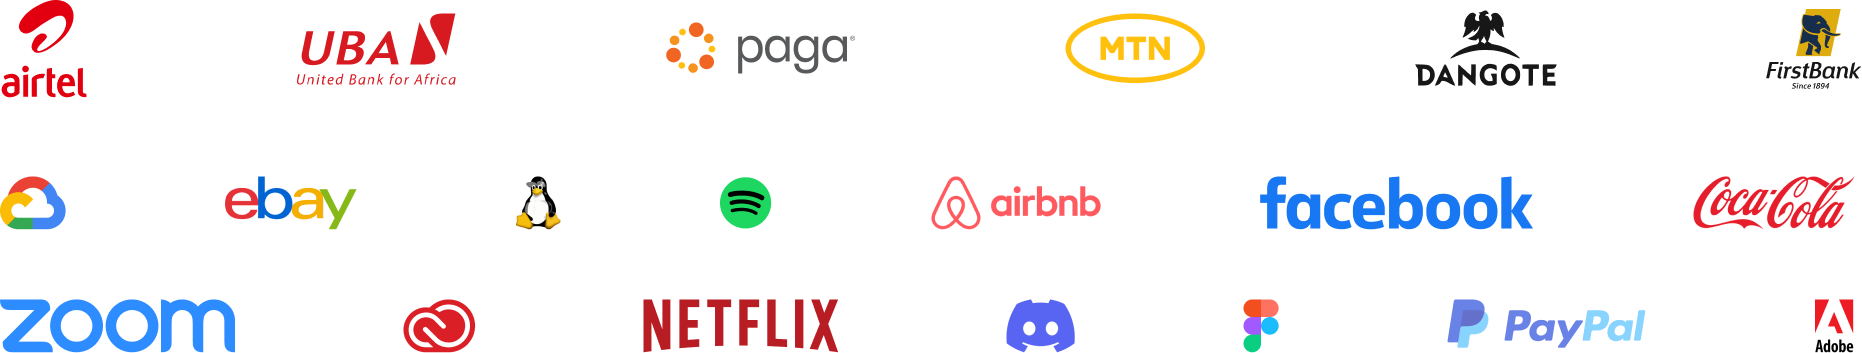 airtel
UBA
United Bank for Africa
paga®
MTN
DANGOTE
FirstBank
Since 1894
ebay
airbnb
facebook
Coca-Cola
zoom
NETFLIX
PayPal
Adobe